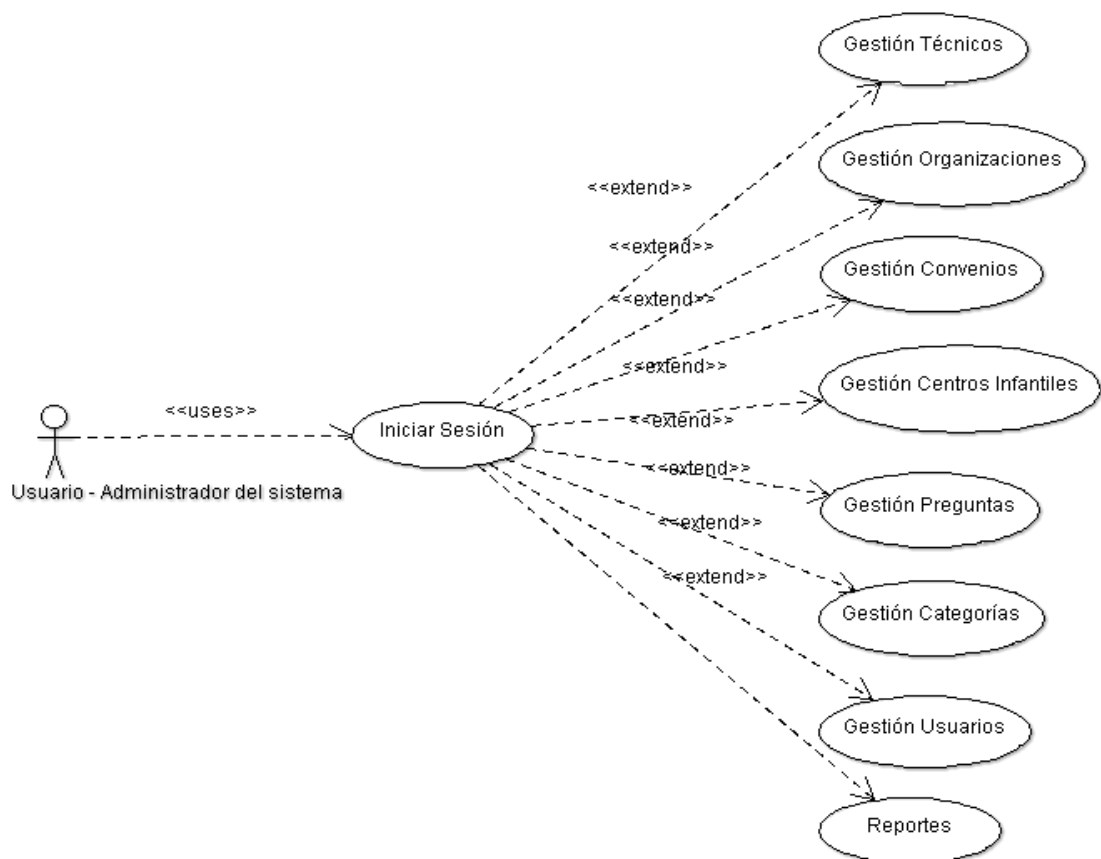 Gestión Técnicos
Gestión Organizaciones
<<extend>>
<<extend>>
Gestión Convenios
<<extend>>
<<extend>>
Gestión Centros Infantiles
<<uses>>
<<extend>>
Iniciar Sesión
<<extend>>
Usuario - Administrador del sistema
Gestión Preguntas
<<extend>>
<<extend>>
Gestión Categorías
Gestión Usuarios
Reportes